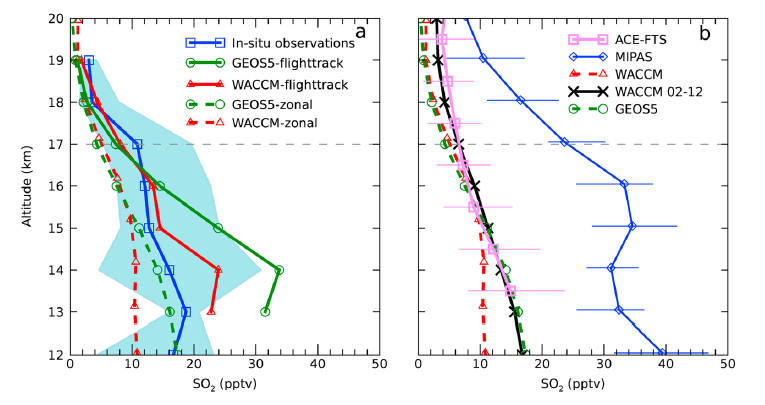 a
In-situ observations
GEOS5-flighttrack
WACCM-flighttrack
GEOS5-zonal
WACCM-zonal
20
19
18
17
16
15
14
13
12
Altitude (km)
0
10
20
30
40
50
SO2 (pptv)
b
ACE-FTS
MIPAS
WACCM
WACCM 02-12
GEOS5
0
10
20
30
40
50
SO2 (pptv)